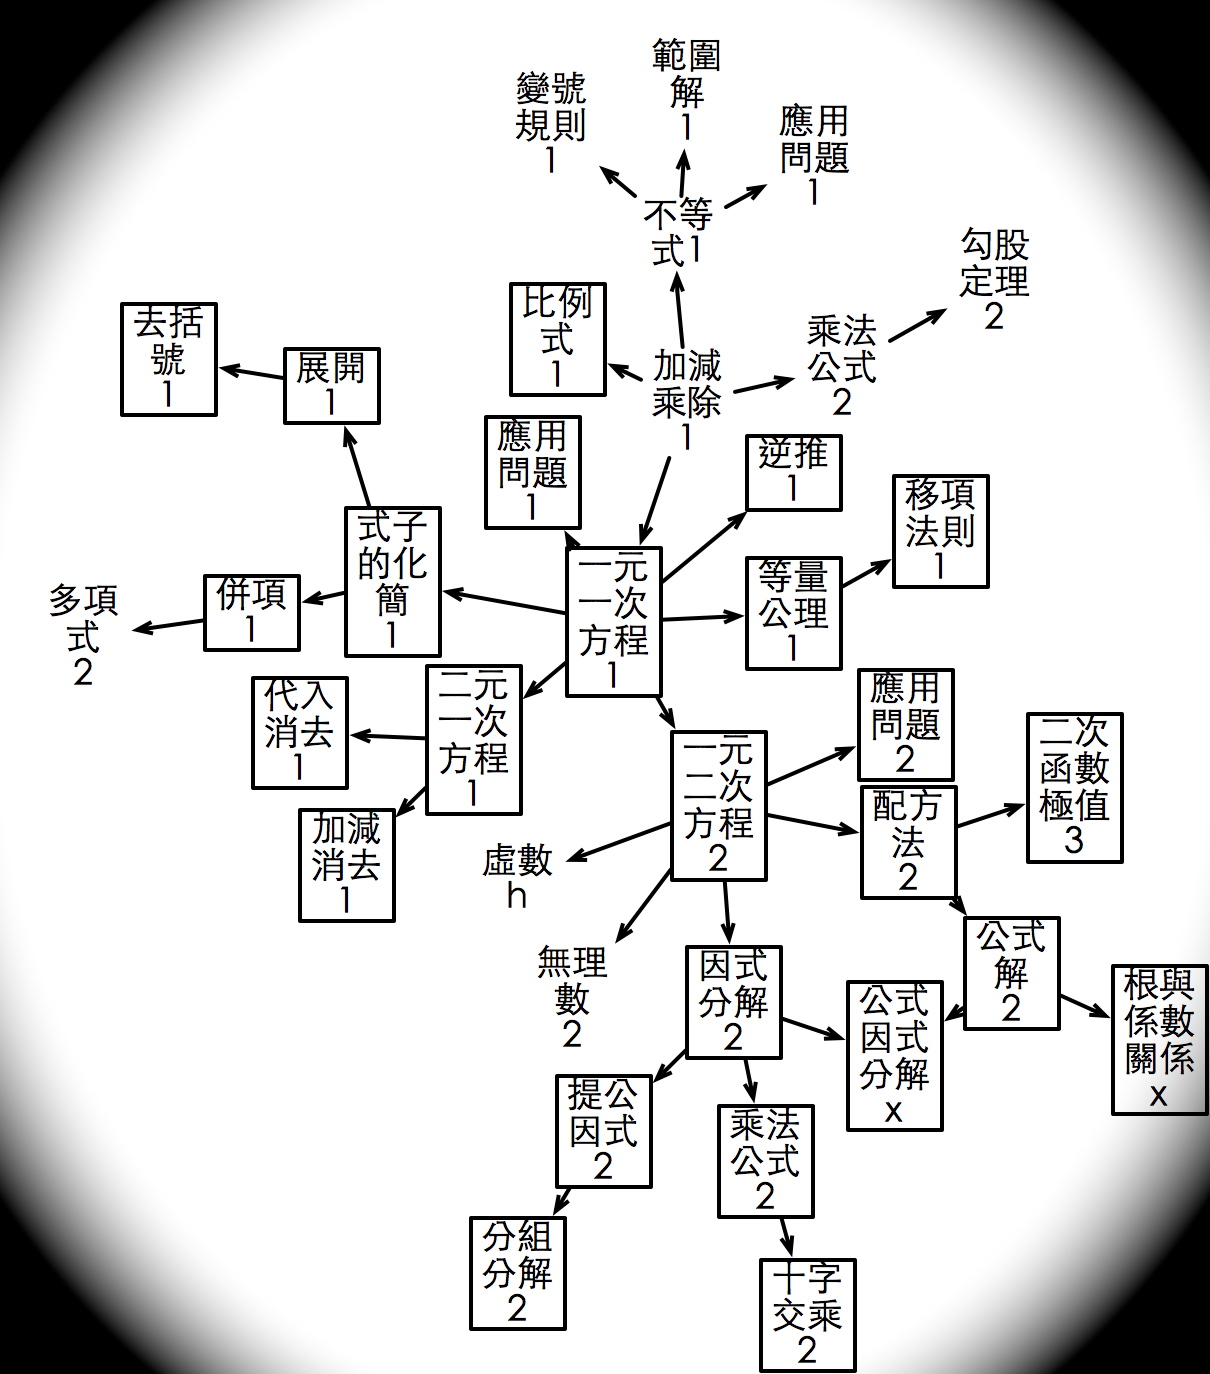 範圍
解
1
變號
規則
1
應用
問題
1
不等
式1
勾股
定理
2
比例
式
1
去括
號
1
乘法
公式
2
展開
1
加減
乘除
1
應用
問題
1
逆推
1
移項
法則
1
式子
的化
簡
1
一元
一次
方程
1
等量
公理
1
併項
1
多項
式
2
二元
一次
方程
1
代入
消去
1
應用
問題
2
二次
函數
極值
3
一元
二次
方程
2
配方
法
2
加減
消去
1
虛數
h
公式
解
2
無理
數
2
因式
分解
2
根與
係數
關係
x
公式
因式
分解
x
提公
因式
2
乘法
公式
2
分組
分解
2
十字
交乘
2